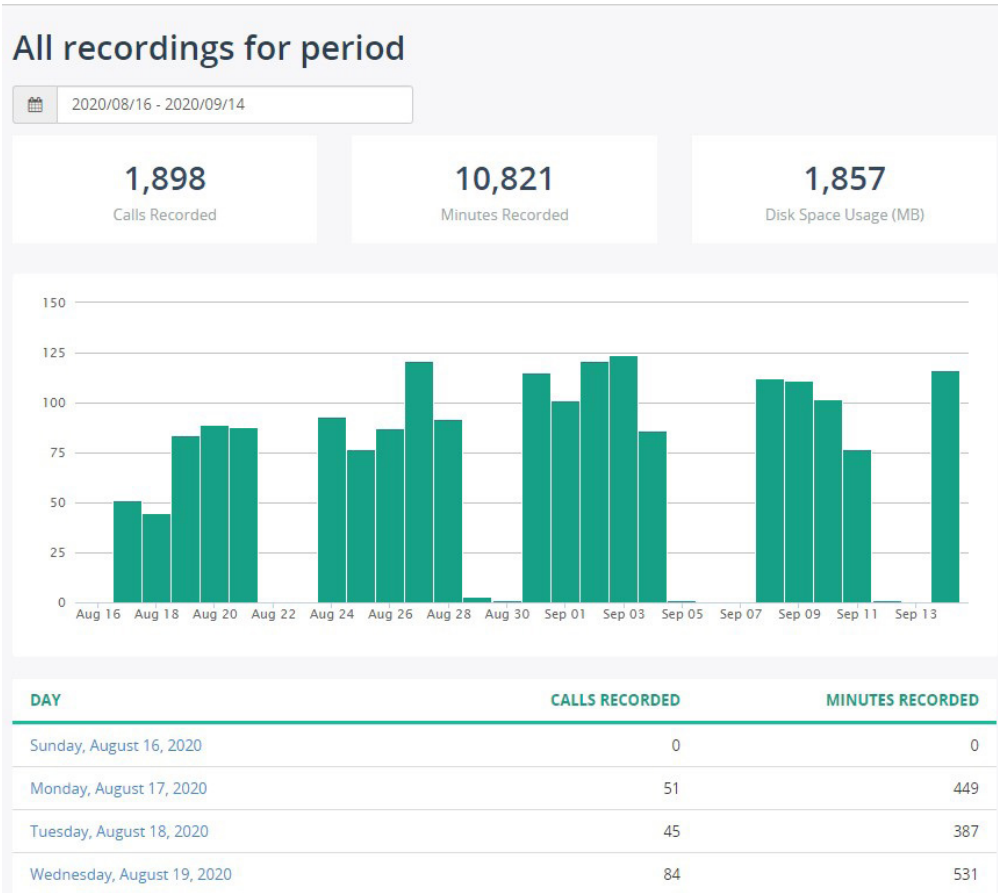 All recordings for period
2020/08/16 - 2020/09/14
1,898 10,821 1,857
Calls Recorded Minutes Recorded Disk Space Usage (MB)
150
125
100
75
50
25
0
Aug 16 Aug 18 Aug 20 Aug 22 Aug 24 Aug 26 Aug 28 Aug 30 Sep 01 Sep 03 Sep 05 Sep 07 Sep 09 Sep 11 Sep 13
DAY CALLS RECORDED MINUTES RECORDED
Sunday, August 16, 2020 0 0
Monday, August 17, 2020 51 449
Tuesday, August 18, 2020 45 387
Wednesday, August 19, 2020 84 531